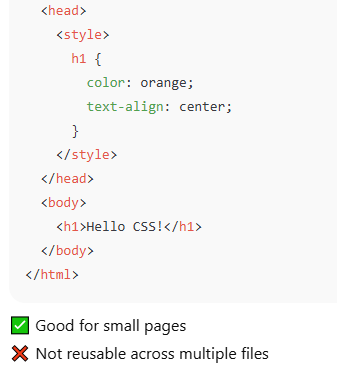 <head>
<style>
h1 {
color: orange;
text-align: center;
}
</style>
</head>
<body>
<h1>Hello CSS!</h1>
</body>
</html>
✅ Good for small pages
❌ Not reusable across multiple files